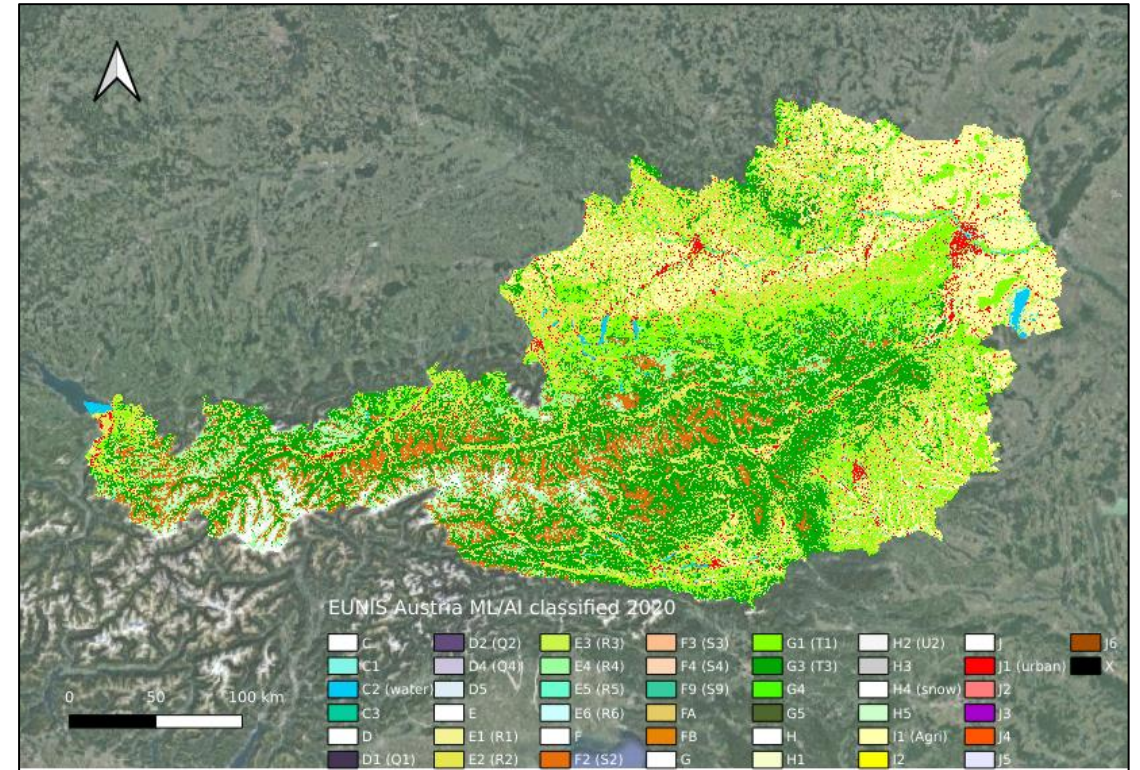 EUNIS Austria ML/AI classified 2020
C D2 (Q2) E3 (R3) F3 (S3) G1 (T1) H2 (U2) J J6
C1 D4 (Q4) E4 (R4) F4 (S4) G3 (T3) H3 J1 (urban) X
C2 (water) D5 E5 (R5) F9 (S9) G4 H4 (snow) J2
C3 E E6 (R6) FA G5 H5 J3
D E1 (R1) F FB H I1 (Agri) J4
D1 (Q1) E2 (R2) F2 (S2) G H1 I2 J5
0 50 100 km